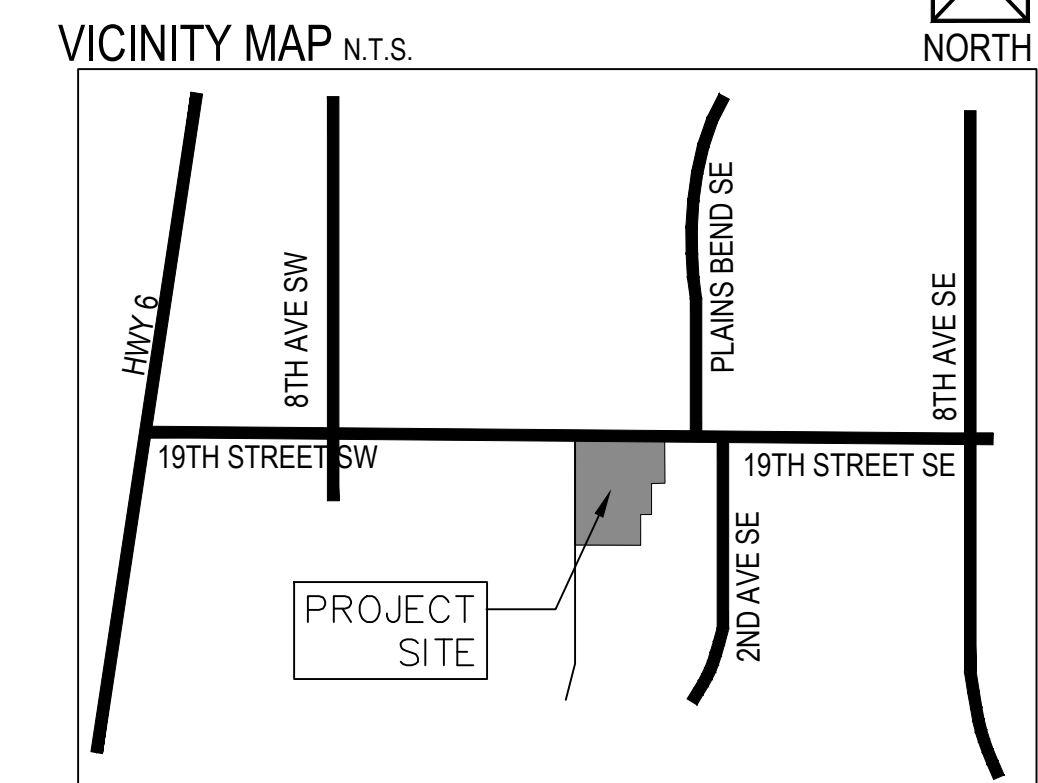 VICINITY MAP N.T.S.
NORTH
HWY 6
8TH AVE SW
PLAINS BEND SE
8TH AVE SE
19TH STREET SW
19TH STREET SE
2ND AVE SE
PROJECT
SITE